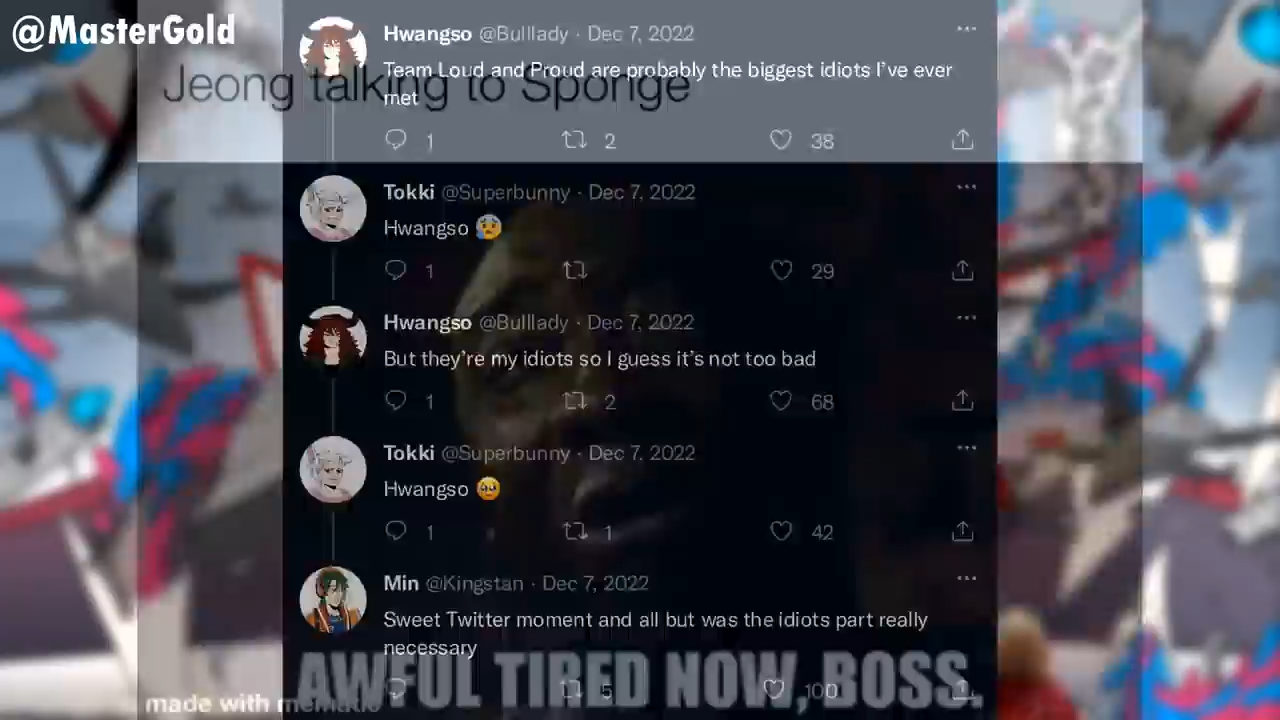 @MasterGold
Hwangso @Bulllady · Dec 7, 2022
Team Loud and Proud are probably the biggest idiots I've ever
met
Jeong talking to Sponge
1 2 38
Tokki @Superbunny · Dec 7, 2022
Hwangso 😰
1 29
Hwangso @Bulllady · Dec 7, 2022
But they're my idiots so I guess it's not too bad
1 2 68
Tokki @Superbunny · Dec 7, 2022
Hwangso 🥹
1 1 42
Min @Kingstan · Dec 7, 2022
Sweet Twitter moment and all but was the idiots part really
necessary
AWFUL TIRED NOW, BOSS.
5 100
made with mematic